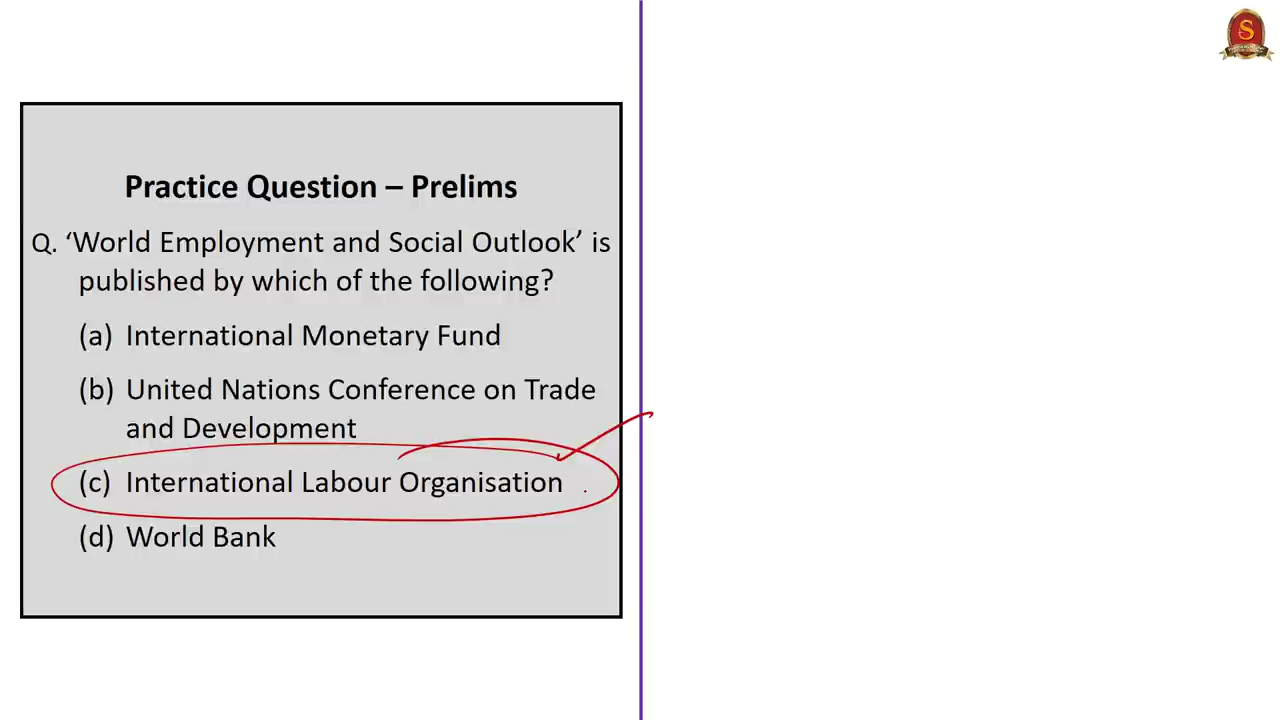 S
Practice Question – Prelims
Q. ‘World Employment and Social Outlook’ is
published by which of the following?
(a) International Monetary Fund
(b) United Nations Conference on Trade
and Development
(c) International Labour Organisation
(d) World Bank